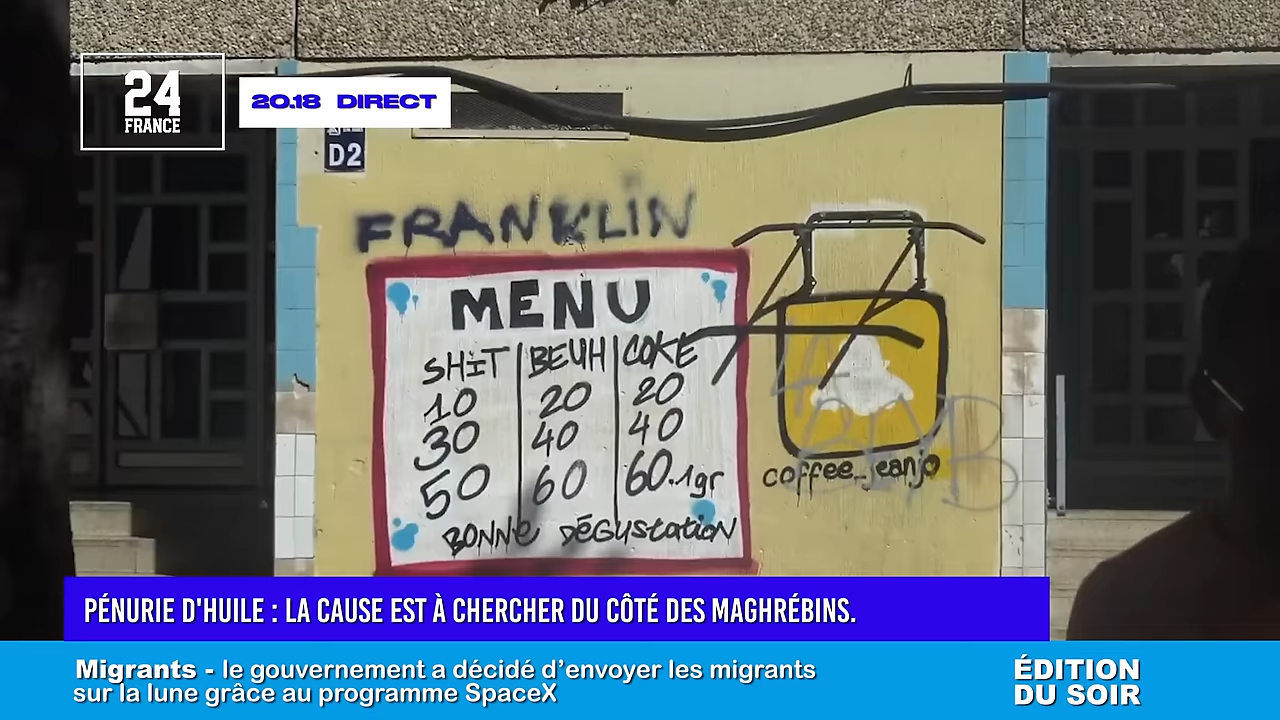 24
FRANCE
20.18 DIRECT
D2
FRANKLIN
MENU
SHIT | BEUH | COKE
10 20 20
30 40 40
50 60 60.1gr
BONNE DÉGUSTATION
coffee_jeanjo
PÉNURIE D'HUILE : LA CAUSE EST À CHERCHER DU CÔTÉ DES MAGHRÉBINS.
Migrants - le gouvernement a décidé d’envoyer les migrants
sur la lune grâce au programme SpaceX
ÉDITION
DU SOIR